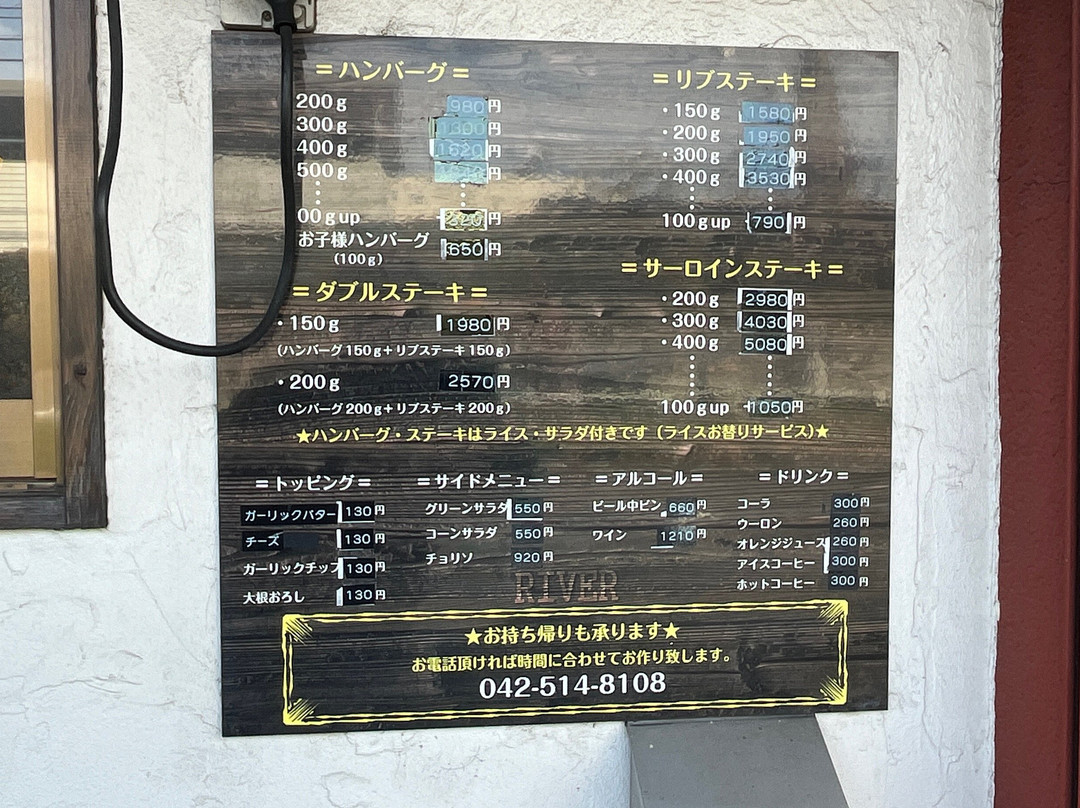 =ハンバーグ=
200g 980円
300g 1300円
400g 1620円
500g 円
00gup 円
お子様ハンバーグ 650円
(100g)
=ダブルステーキ=
・150g 1980円
(ハンバーグ150g+リブステーキ150g)
・200g 2570円
(ハンバーグ200g+リブステーキ200g)
=リブステーキ=
・150g 1580円
・200g 1950円
・300g 2740円
・400g 3530円
100gup +790円
=サーロインステーキ=
・200g 2980円
・300g 4030円
・400g 5080円
100gup +1050円
★ハンバーグ・ステーキはライス・サラダ付きです(ライスお替りサービス)★
=トッピング=
ガーリックバター 130円
チーズ 130円
ガーリックチップ 130円
大根おろし 130円
=サイドメニュー=
グリーンサラダ 550円
コーンサラダ 550円
チョリソ 920円
=アルコール=
ビール中ビン 660円
ワイン 1210円
=ドリンク=
コーラ 300円
ウーロン 260円
オレンジジュース 260円
アイスコーヒー 300円
ホットコーヒー 300円
RIVER
★お持ち帰りも承ります★
お電話頂ければ時間に合わせてお作り致します。
042-514-8108